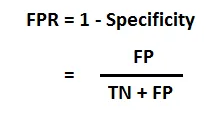 FPR = 1 - Specificity
= FP
TN + FP